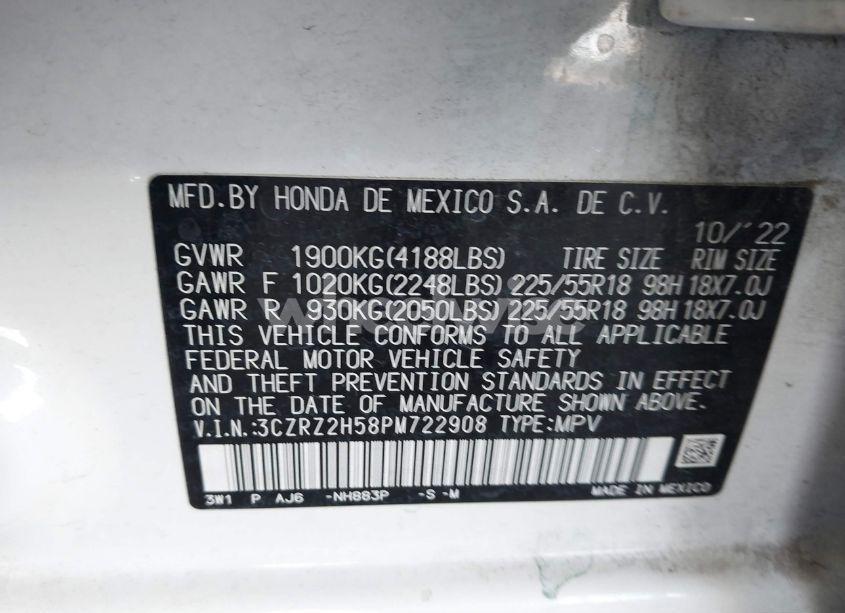 MFD.BY HONDA DE MEXICO S.A. DE C.V.
10/'22
GVWR 1900KG(4188LBS) TIRE SIZE RIM SIZE
GAWR F 1020KG(2248LBS) 225/55R18 98H 18X7.0J
GAWR R 930KG(2050LBS) 225/55R18 98H 18X7.0J
THIS VEHICLE CONFORMS TO ALL APPLICABLE
FEDERAL MOTOR VEHICLE SAFETY
AND THEFT PREVENTION STANDARDS IN EFFECT
ON THE DATE OF MANUFACTURE SHOWN ABOVE.
V.I.N.:3CZRZ2H58PM722908 TYPE:MPV
3W1 P AJ6 -NH883P -S -M MADE IN MEXICO